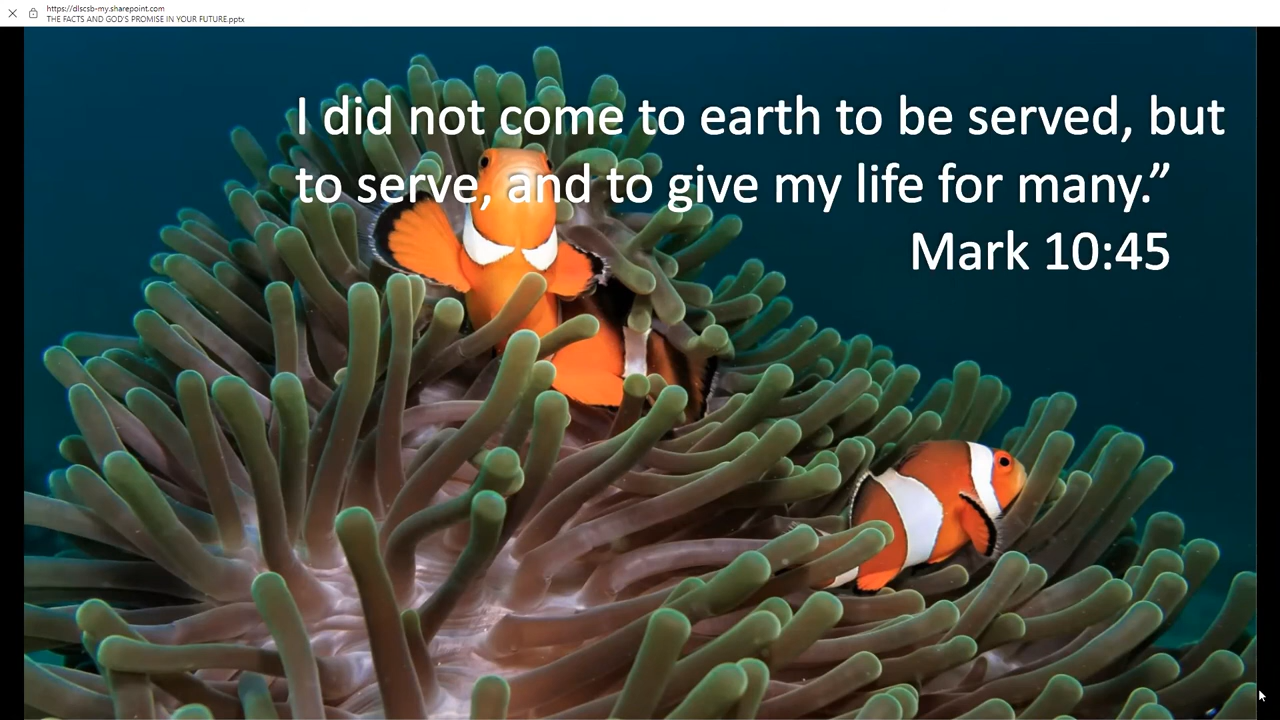 https://dlscsb-my.sharepoint.com
THE FACTS AND GOD'S PROMISE IN YOUR FUTURE.pptx
I did not come to earth to be served, but
to serve, and to give my life for many.”
Mark 10:45